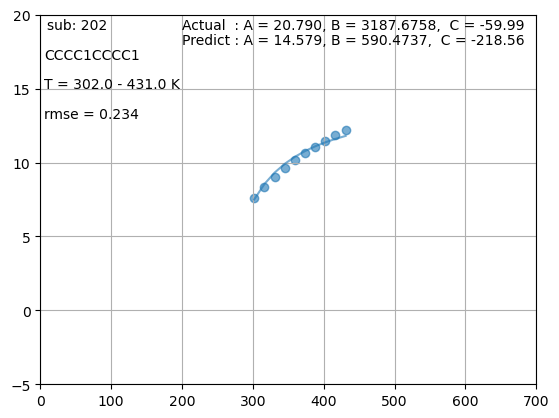 sub: 202
Actual : A = 20.790, B = 3187.6758, C = -59.99
Predict : A = 14.579, B = 590.4737, C = -218.56
CCCC1CCCC1
T = 302.0 - 431.0 K
rmse = 0.234
20
15
10
5
0
−5
0 100 200 300 400 500 600 700